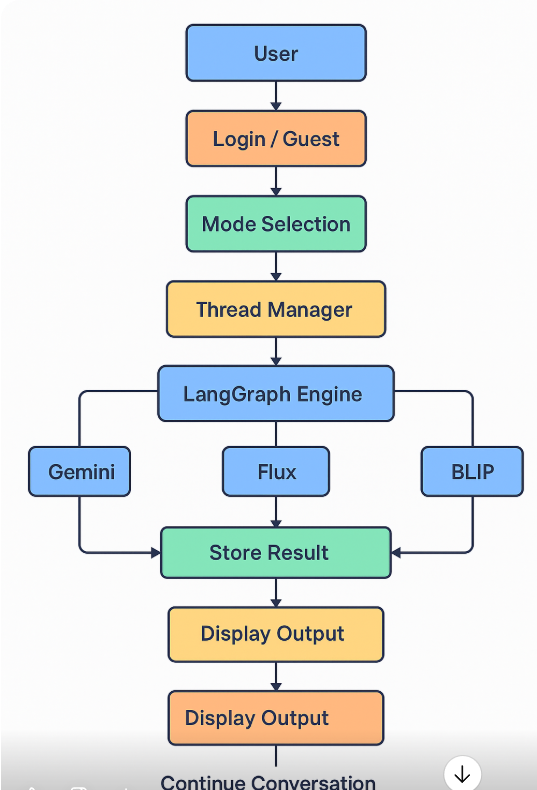 User
Login / Guest
Mode Selection
Thread Manager
LangGraph Engine
Gemini
Flux
BLIP
Store Result
Display Output
Display Output
Continue Conversation